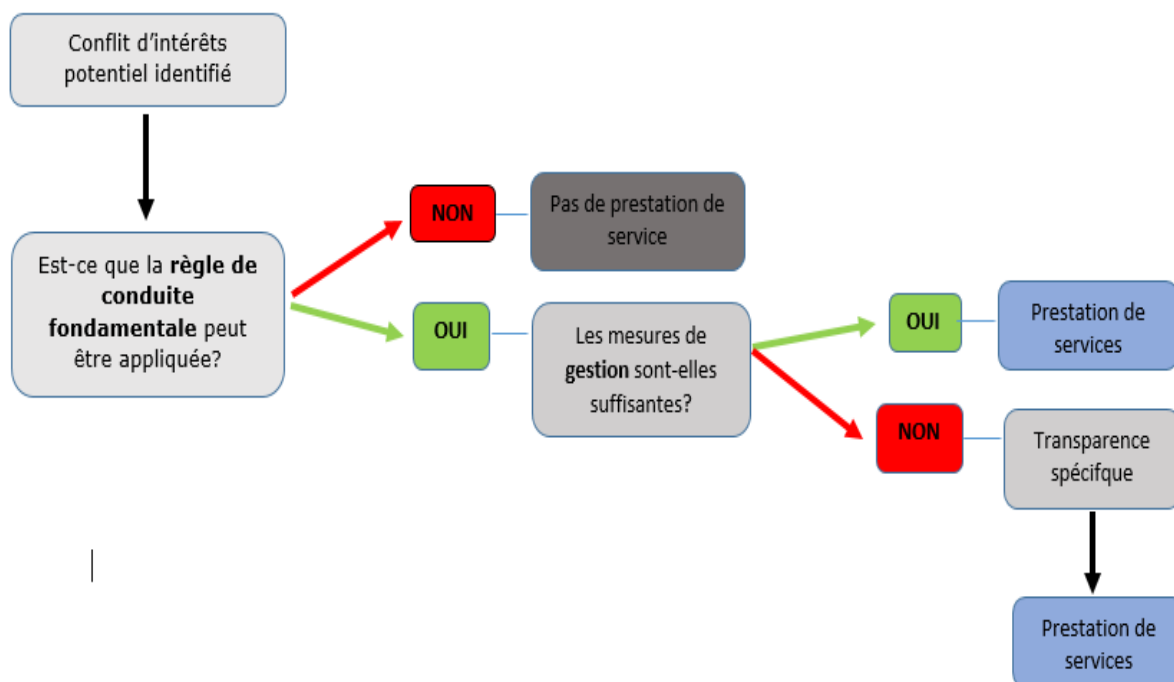 Conflit d'intérêts
potentiel identifié
Est-ce que la règle de
conduite
fondamentale peut
être appliquée?
NON
Pas de prestation de
service
OUI
Les mesures de
gestion sont-elles
suffisantes?
OUI
Prestation de
services
NON
Transparence
spécifque
Prestation de
services